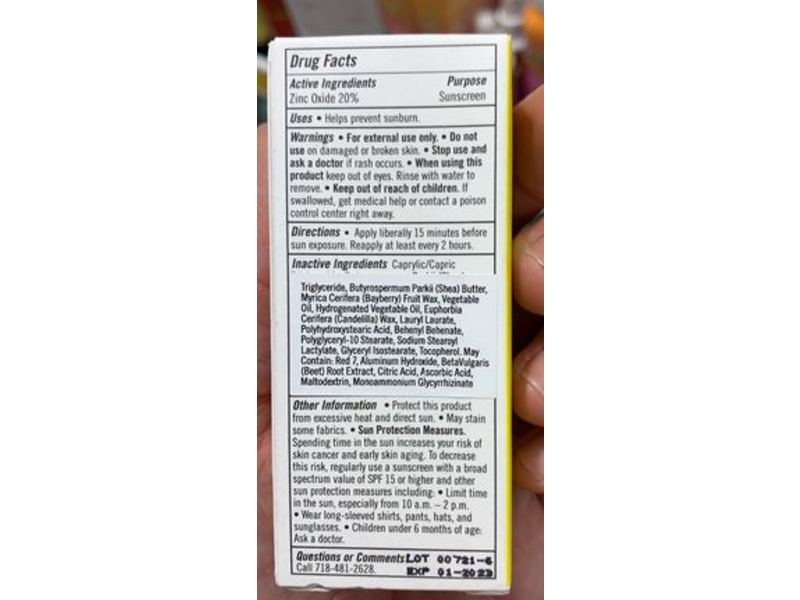 Drug Facts
Active Ingredients Purpose
Zinc Oxide 20% Sunscreen
Uses • Helps prevent sunburn.
Warnings • For external use only. • Do not
use on damaged or broken skin. • Stop use and
ask a doctor if rash occurs. • When using this
product keep out of eyes. Rinse with water to
remove. • Keep out of reach of children. If
swallowed, get medical help or contact a poison
control center right away.
Directions • Apply liberally 15 minutes before
sun exposure. Reapply at least every 2 hours.
Inactive Ingredients Caprylic/Capric
Triglyceride, Butyrospermum Parkii (Shea) Butter,
Myrica Cerifera (Bayberry) Fruit Wax, Vegetable
Oil, Hydrogenated Vegetable Oil, Euphorbia
Cerifera (Candelilla) Wax, Lauryl Laurate,
Polyhydroxystearic Acid, Behenyl Behenate,
Polyglyceryl-10 Stearate, Sodium Stearoyl
Lactylate, Glyceryl Isostearate, Tocopherol. May
Contain: Red 7, Aluminum Hydroxide, BetaVulgaris
(Beet) Root Extract, Citric Acid, Ascorbic Acid,
Maltodextrin, Monoammonium Glycyrrhizinate
Other Information • Protect this product
from excessive heat and direct sun. • May stain
some fabrics. • Sun Protection Measures.
Spending time in the sun increases your risk of
skin cancer and early skin aging. To decrease
this risk, regularly use a sunscreen with a broad
spectrum value of SPF 15 or higher and other
sun protection measures including: • Limit time
in the sun, especially from 10 a.m. – 2 p.m.
• Wear long-sleeved shirts, pants, hats, and
sunglasses. • Children under 6 months of age:
Ask a doctor.
Questions or Comments LOT 00721-6
Call 718-481-2628. EXP 01-2023